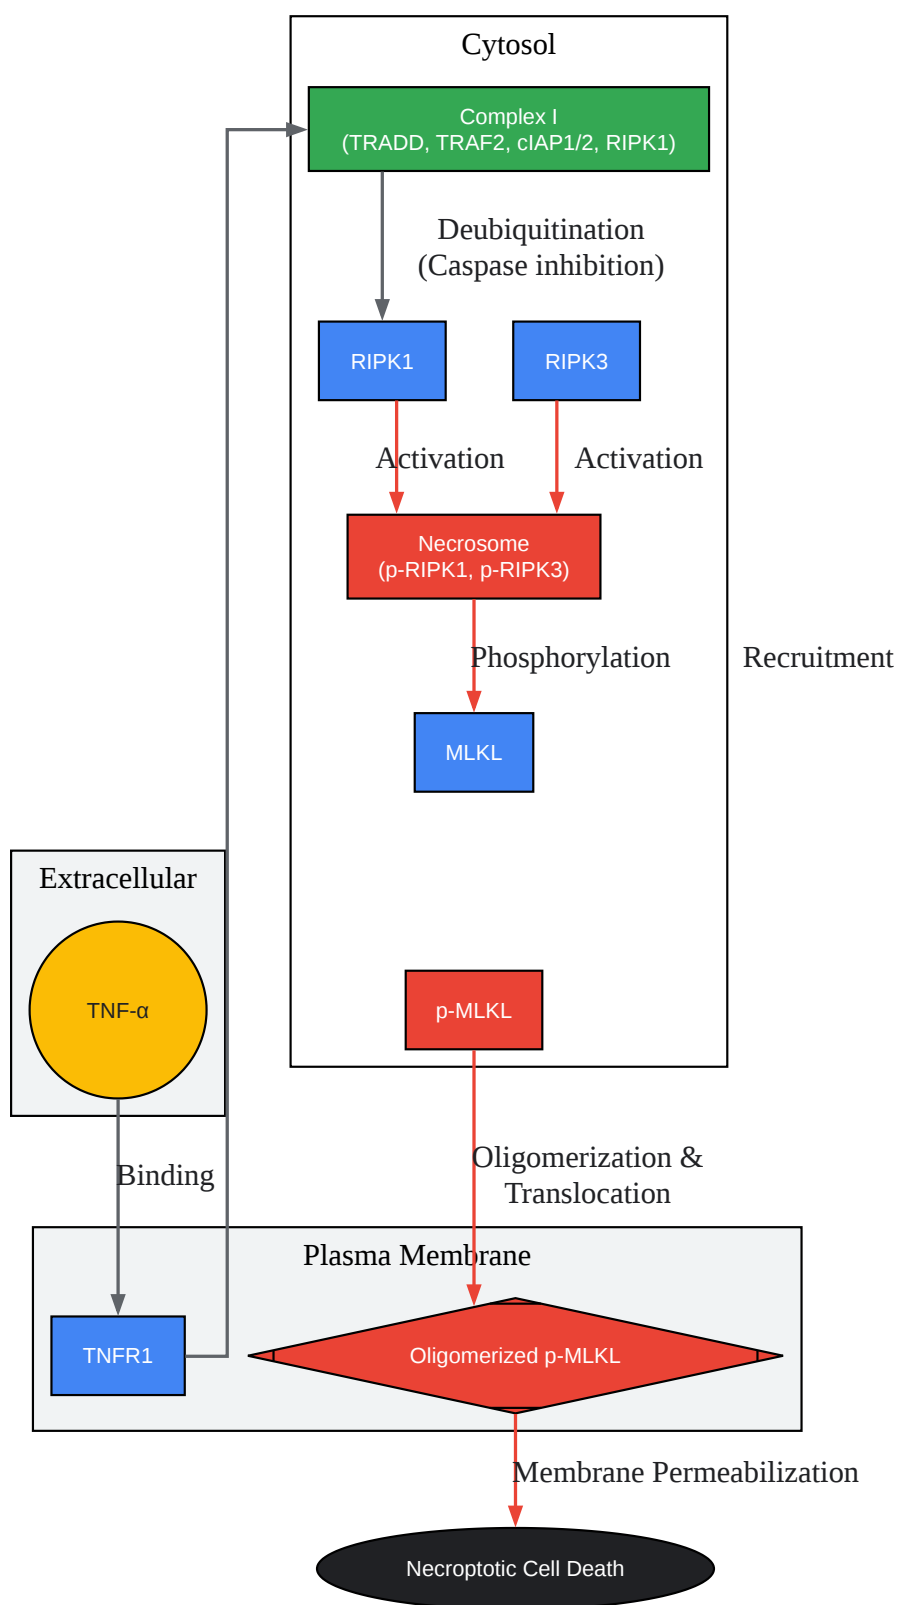 Cytosol
Complex I
(TRADD, TRAF2, cIAP1/2, RIPK1)
Deubiquitination
(Caspase inhibition)
RIPK1
RIPK3
Activation
Activation
Necrosome
(p-RIPK1, p-RIPK3)
Phosphorylation
Recruitment
MLKL
Extracellular
TNF-α
p-MLKL
Binding
Oligomerization &
Translocation
Plasma Membrane
TNFR1
Oligomerized p-MLKL
Membrane Permeabilization
Necroptotic Cell Death